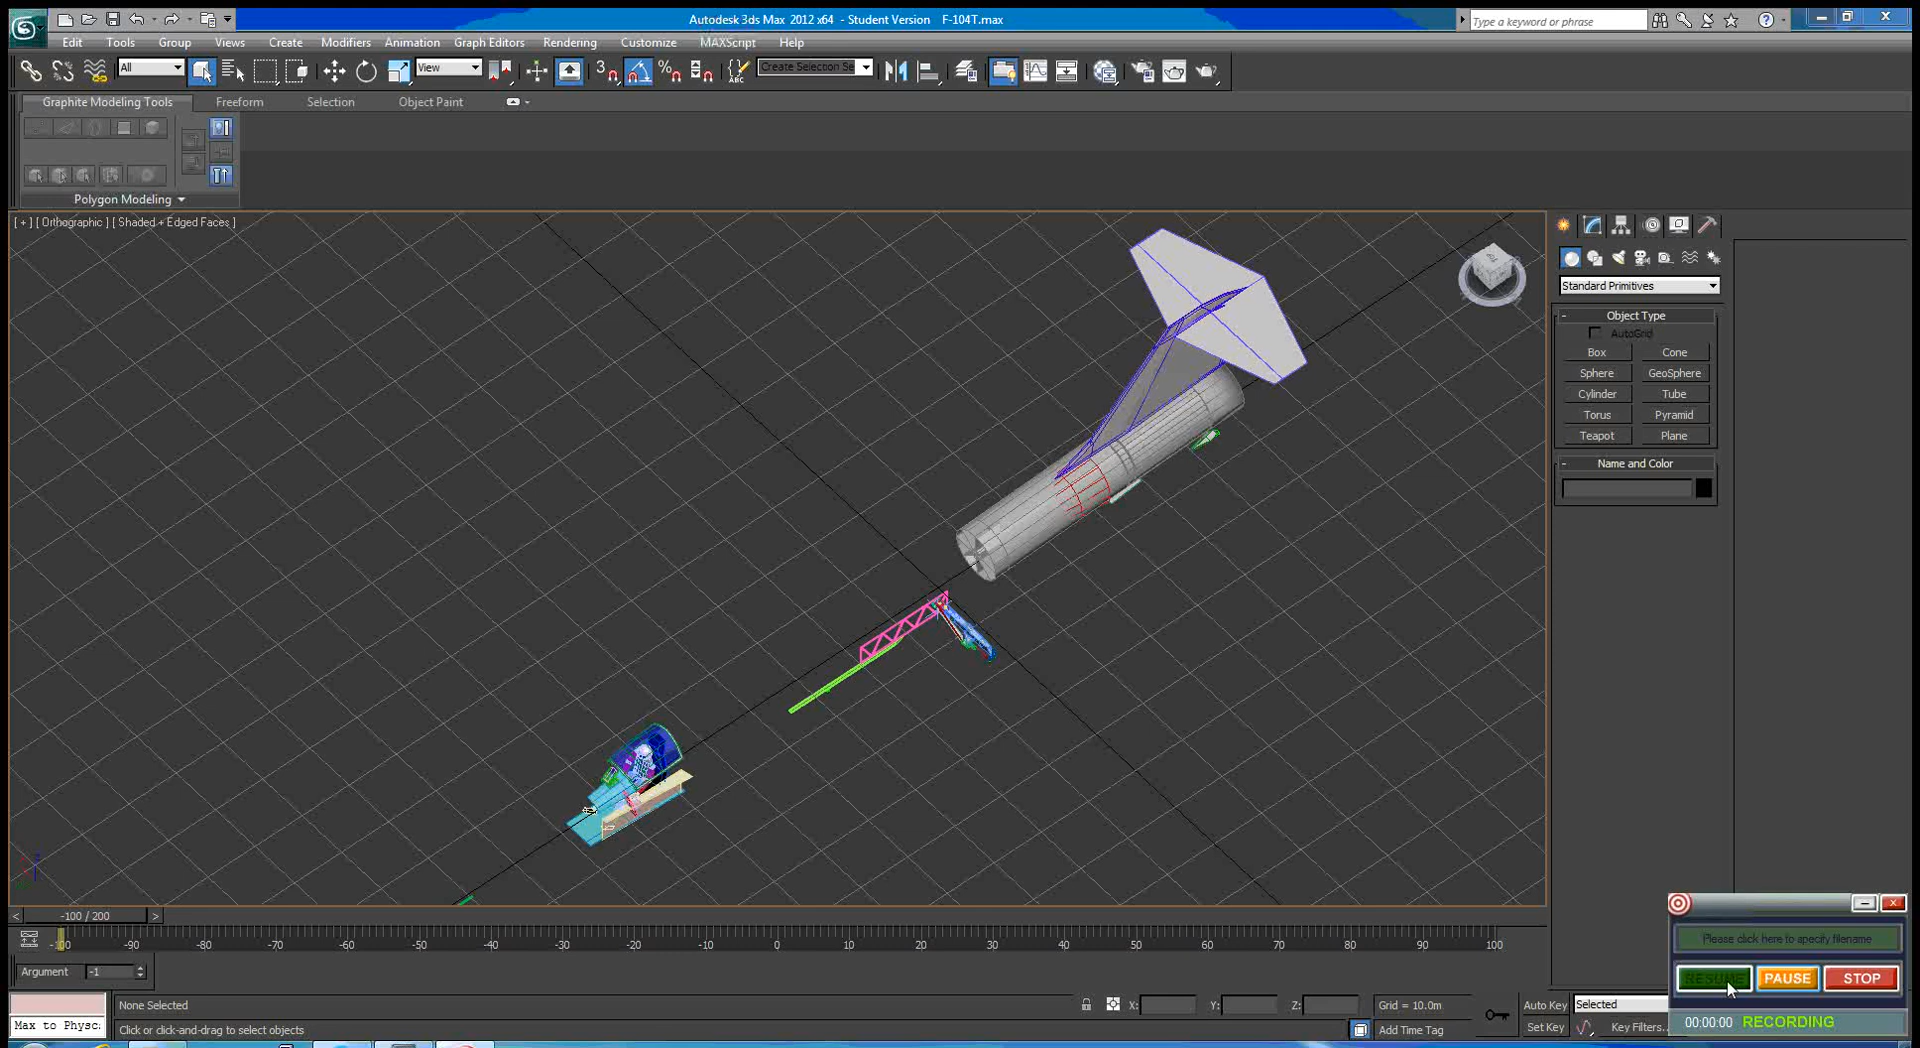 Autodesk 3ds Max 2012 x64 - Student Version F-104T.max
Type a keyword or phrase
Edit Tools Group Views Create Modifiers Animation Graph Editors Rendering Customize MAXScript Help
All View 3 Create Selection Se
Graphite Modeling Tools Freeform Selection Object Paint
Polygon Modeling
[ + ] [ Orthographic ] [ Shaded + Edged Faces ]
Standard Primitives
- Object Type
AutoGrid
Box Cone
Sphere GeoSphere
Cylinder Tube
Torus Pyramid
Teapot Plane
- Name and Color
< -100 / 200 >
-100 -90 -80 -70 -60 -50 -40 -30 -20 -10 0 10 20 30 40 50 60 70 80 90 100
Argument -1
None Selected X: Y: Z: Grid = 10.0m Auto Key Selected
Max to Physc Click or click-and-drag to select objects Add Time Tag Set Key Key Filters...
Please click here to specify filename
RESUME PAUSE STOP
00:00:00 RECORDING